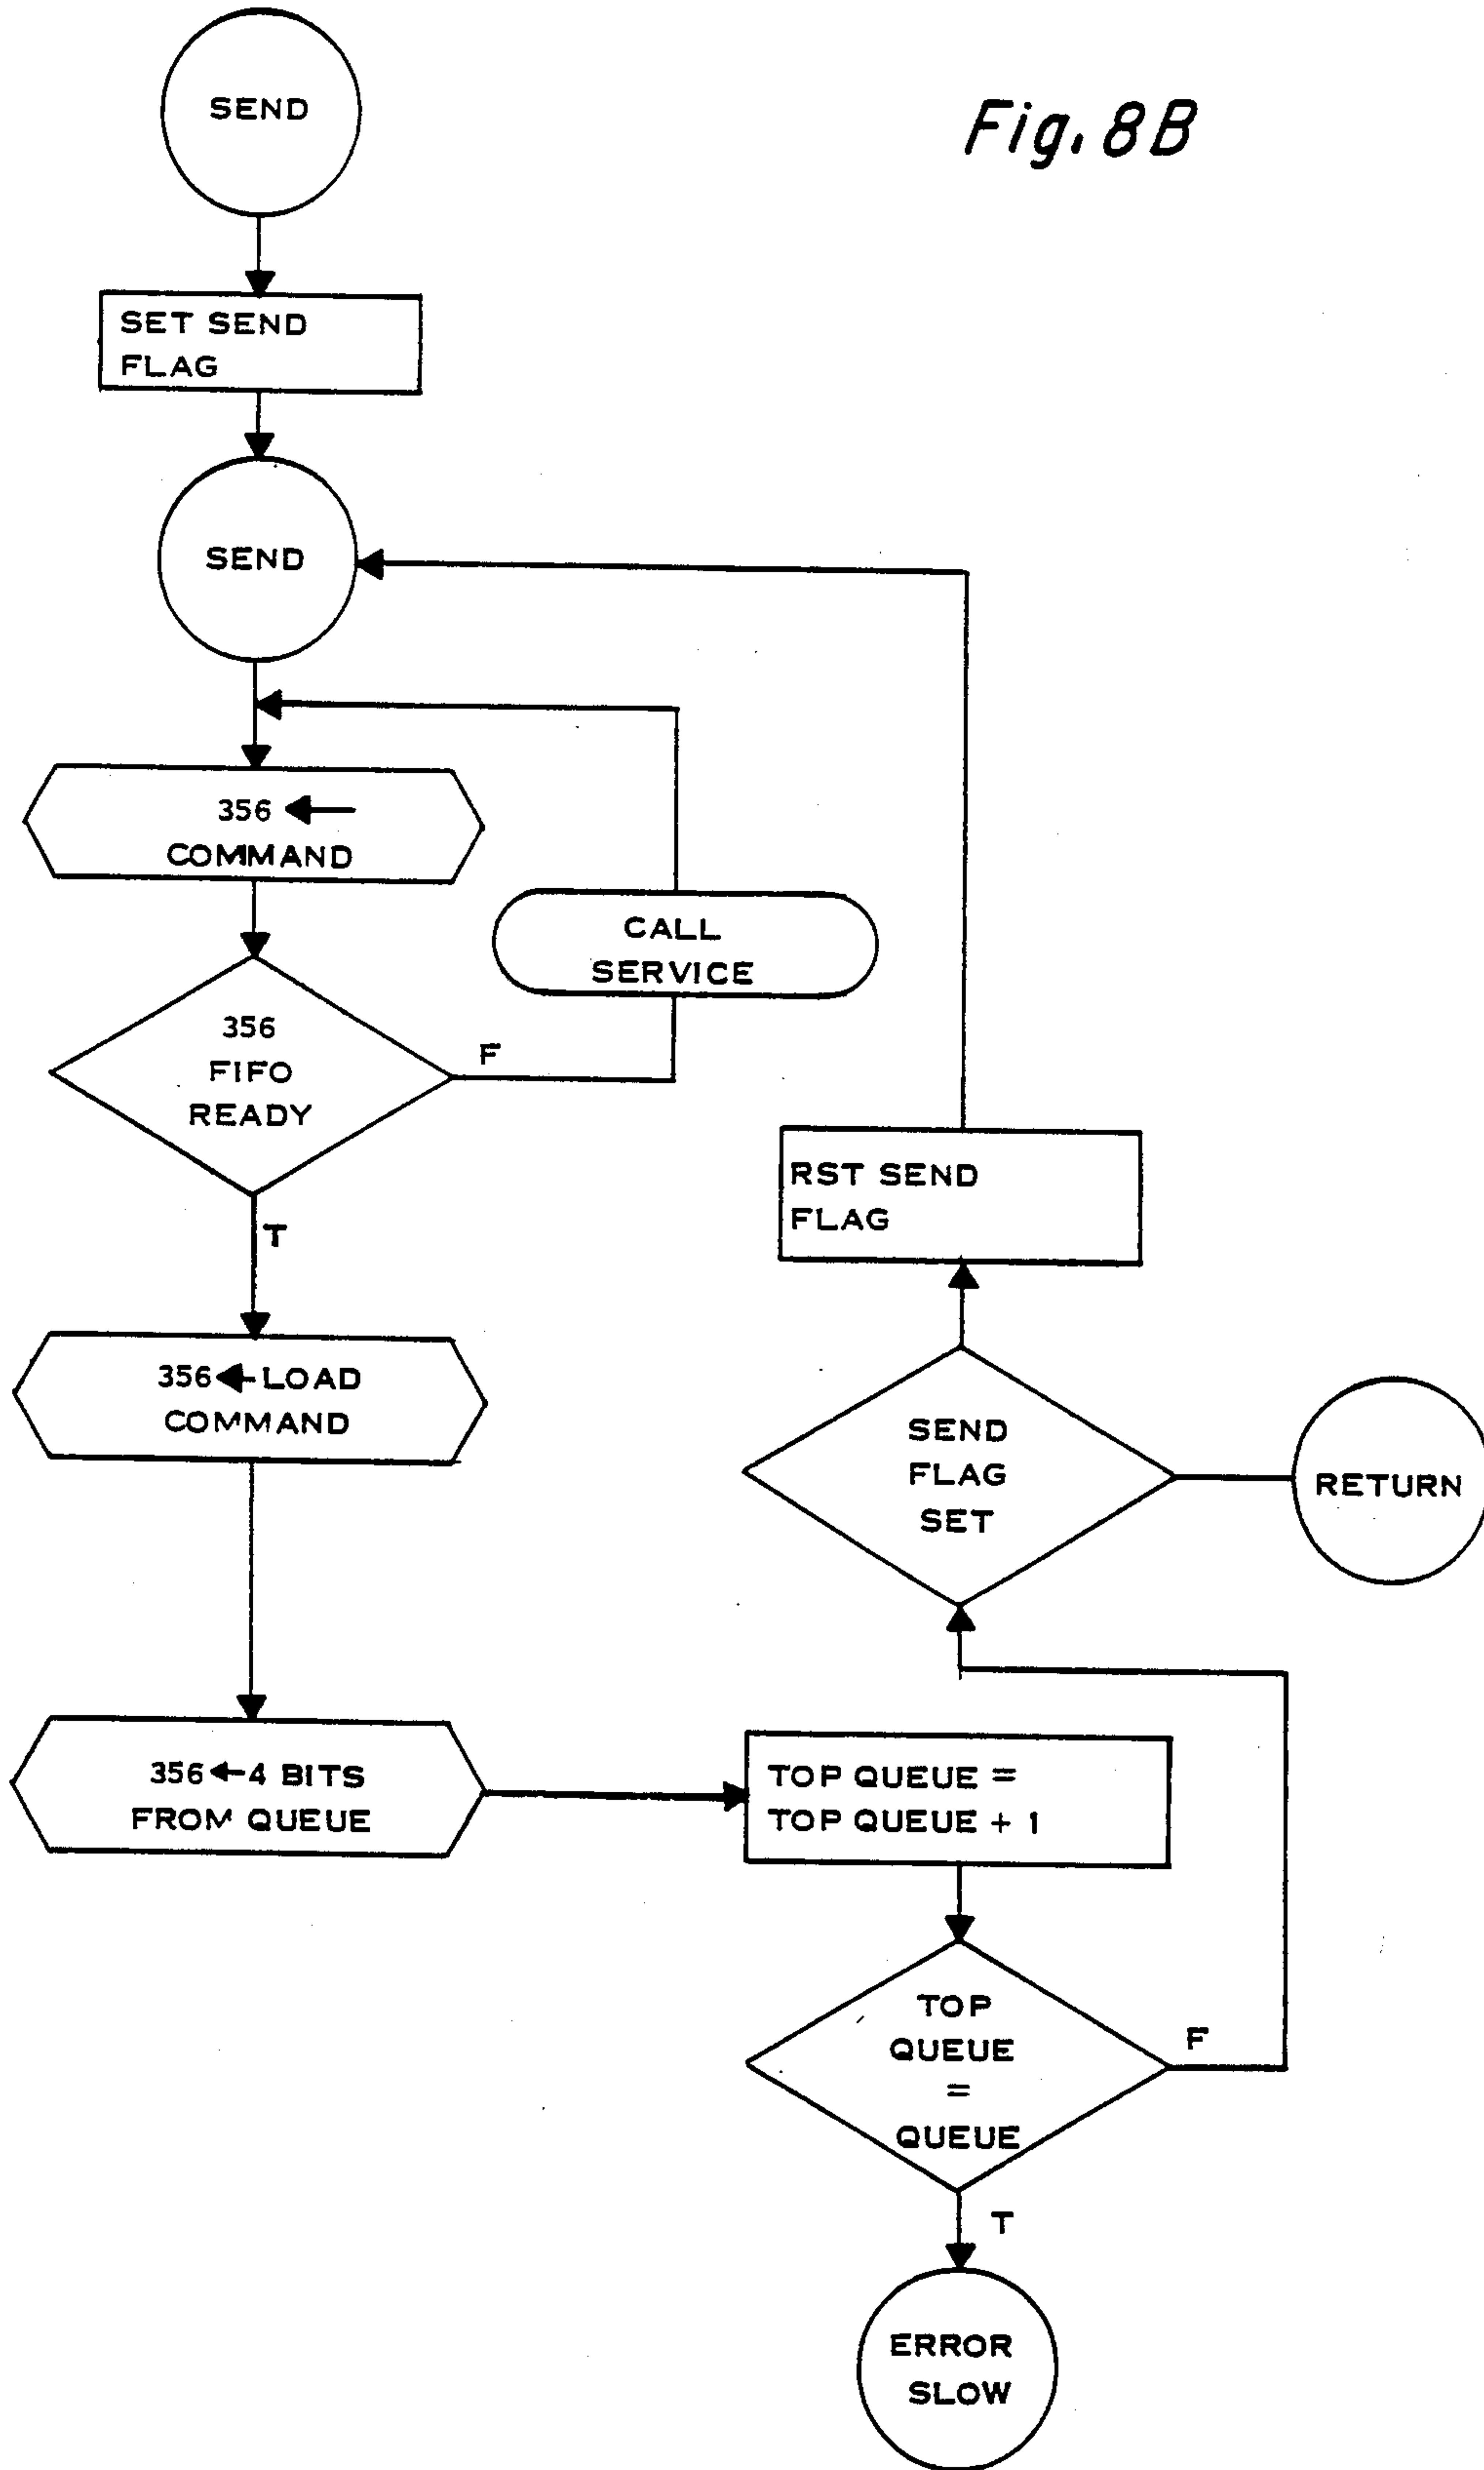 Fig. 8B
SEND
SET SEND
FLAG
SEND
356 ←
COMMAND
CALL
SERVICE
356
FIFO
READY
F
T
356 ← LOAD
COMMAND
356 ← 4 BITS
FROM QUEUE
TOP QUEUE =
TOP QUEUE + 1
TOP
QUEUE
=
QUEUE
F
T
ERROR
SLOW
SEND
FLAG
SET
RETURN
RST SEND
FLAG